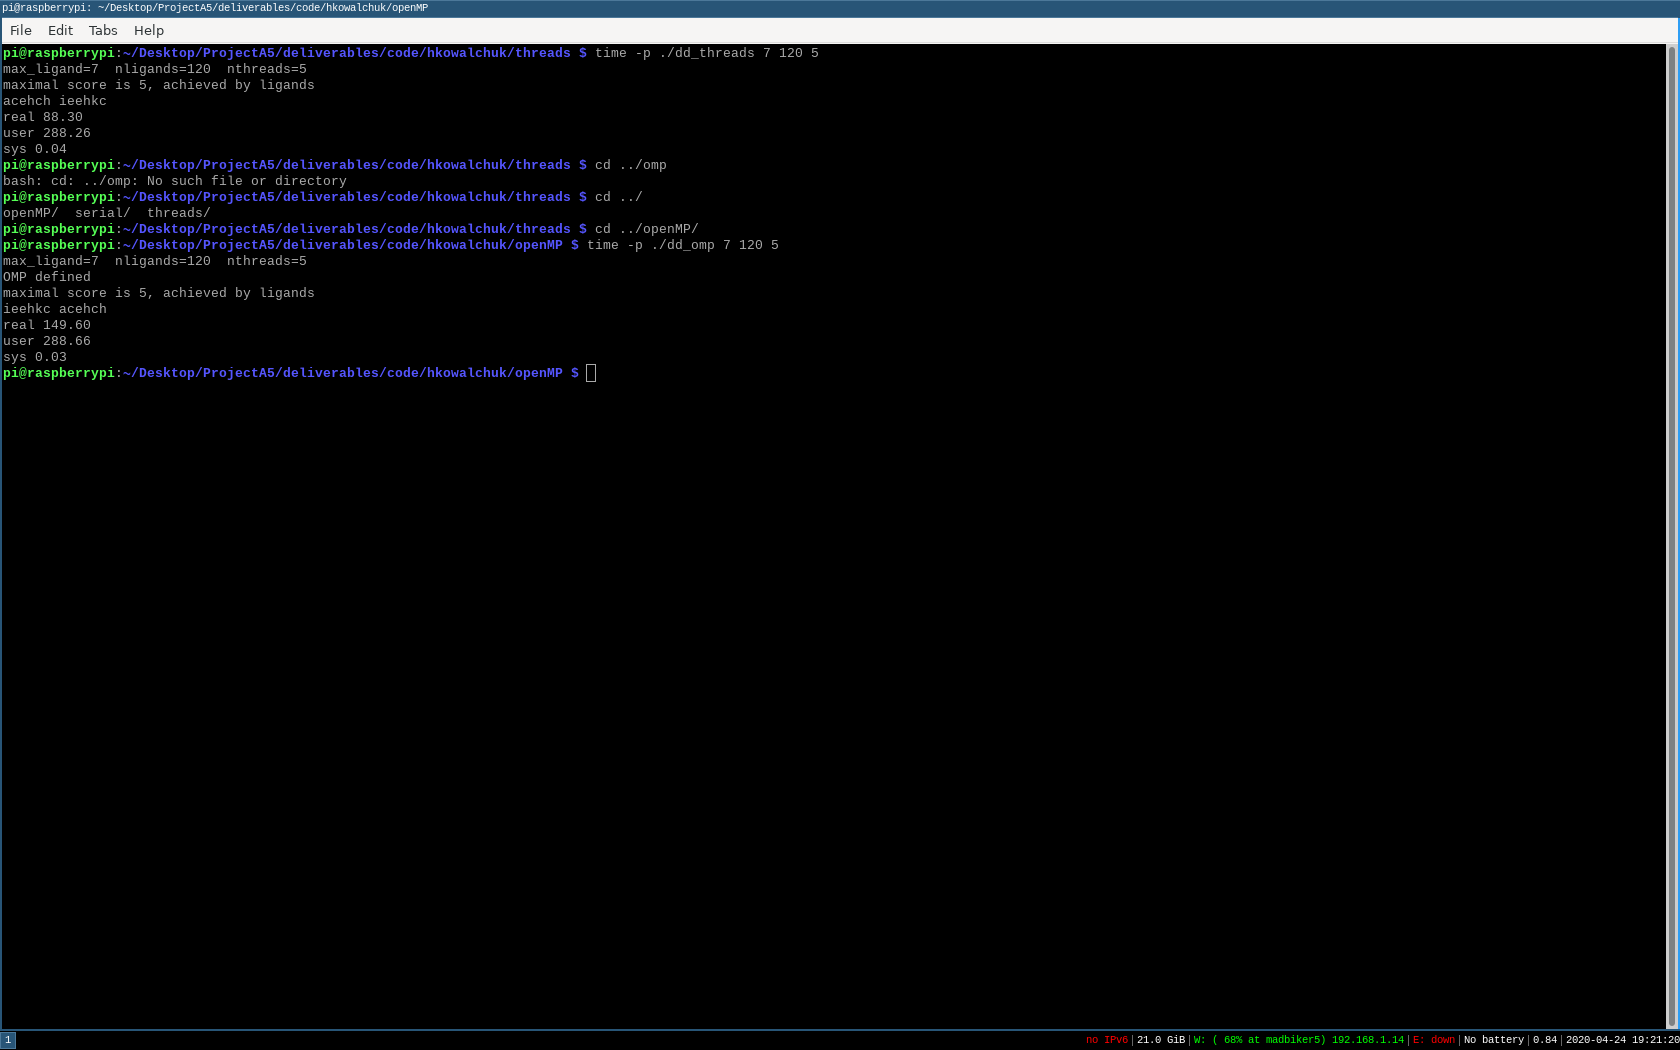 pi@raspberrypi: ~/Desktop/ProjectA5/deliverables/code/hkowalchuk/openMP
File Edit Tabs Help
pi@raspberrypi:~/Desktop/ProjectA5/deliverables/code/hkowalchuk/threads $ time -p ./dd_threads 7 120 5
max_ligand=7  nligands=120  nthreads=5
maximal score is 5, achieved by ligands
acehch ieehkc
real 88.30
user 288.26
sys 0.04
pi@raspberrypi:~/Desktop/ProjectA5/deliverables/code/hkowalchuk/threads $ cd ../omp
bash: cd: ../omp: No such file or directory
pi@raspberrypi:~/Desktop/ProjectA5/deliverables/code/hkowalchuk/threads $ cd ../
openMP/  serial/  threads/
pi@raspberrypi:~/Desktop/ProjectA5/deliverables/code/hkowalchuk/threads $ cd ../openMP/
pi@raspberrypi:~/Desktop/ProjectA5/deliverables/code/hkowalchuk/openMP $ time -p ./dd_omp 7 120 5
max_ligand=7  nligands=120  nthreads=5
OMP defined
maximal score is 5, achieved by ligands
ieehkc acehch
real 149.60
user 288.66
sys 0.03
pi@raspberrypi:~/Desktop/ProjectA5/deliverables/code/hkowalchuk/openMP $
1 no IPv6|21.0 GiB|W: ( 68% at madbiker5) 192.168.1.14|E: down|No battery|0.84|2020-04-24 19:21:20